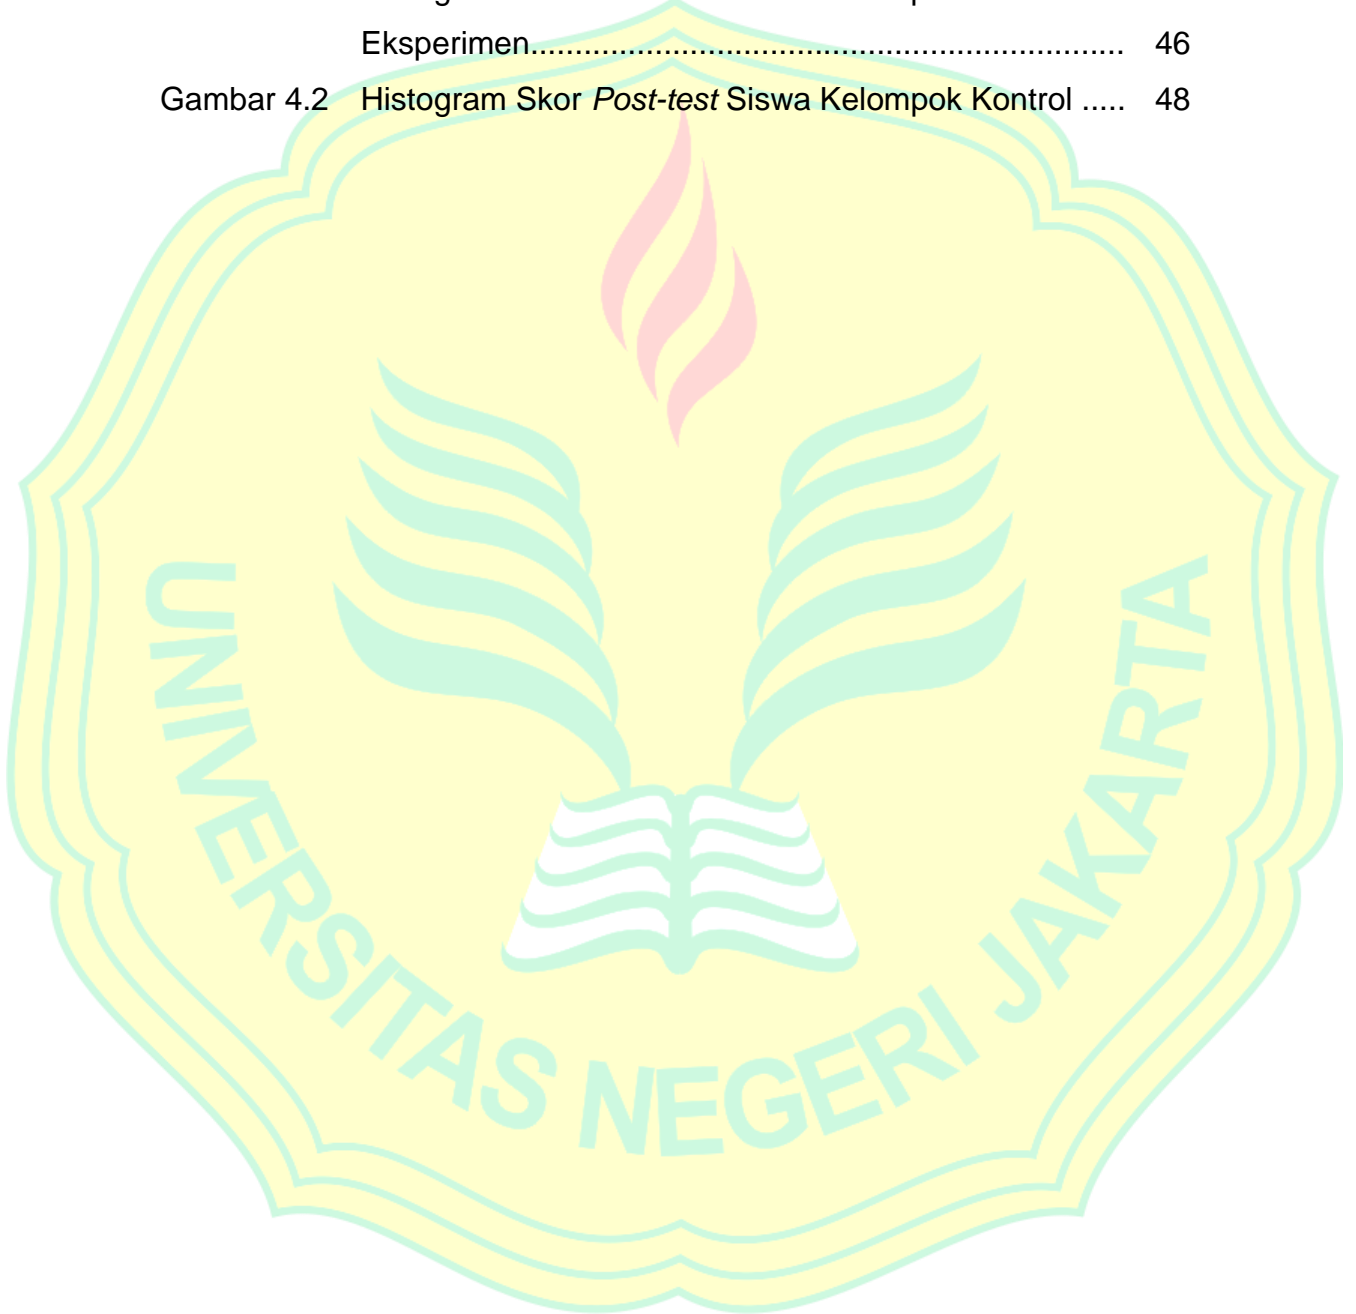 Eksperimen.................................................................. 46
Gambar 4.2 Histogram Skor Post-test Siswa Kelompok Kontrol ..... 48
UNIVERSITAS NEGERI JAKARTA